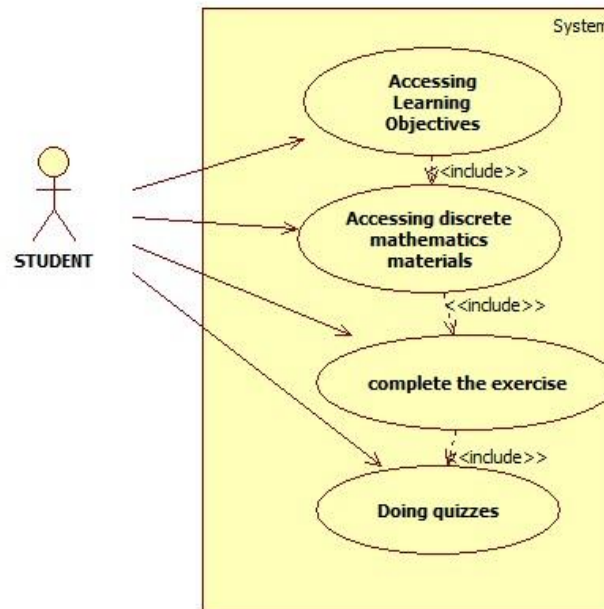 System
Accessing
Learning
Objectives
<<include>>
STUDENT
Accessing discrete
mathematics
materials
<<include>>
complete the exercise
<<include>>
Doing quizzes